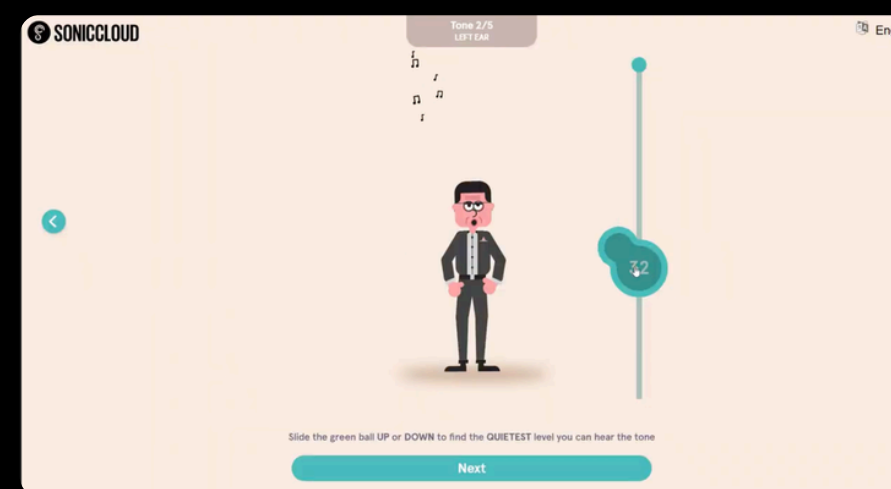 SONICCLOUD
Tone 2/5
LEFT EAR
32
Slide the green ball UP or DOWN to find the QUIETEST level you can hear the tone
Next